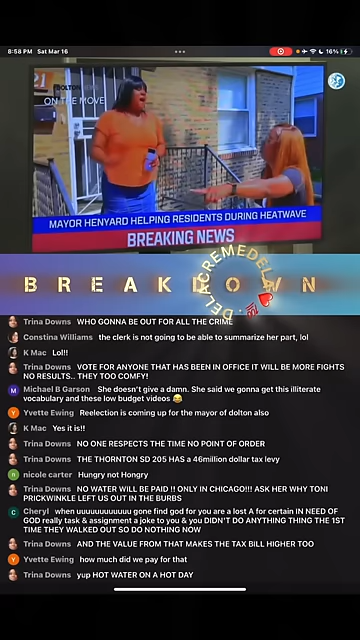 8:58 PM Sat Mar 16
16%
21
DOLTON
ON THE MOVE
MAYOR HENYARD HELPING RESIDENTS DURING HEATWAVE
BREAKING NEWS
BREAKDOWN
Trina Downs WHO GONNA BE OUT FOR ALL THE CRIME
Constina Williams the clerk is not going to be able to summarize her part, lol
K Mac Lol!!
Trina Downs VOTE FOR ANYONE THAT HAS BEEN IN OFFICE IT WILL BE MORE FIGHTS
NO RESULTS.. THEY TOO COMFY!
M Michael B Garson She doesn't give a damn. She said we gonna get this illiterate
vocabulary and these low budget videos 😂
Yvette Ewing Reelection is coming up for the mayor of dolton also
K Mac Yes it is!!
Trina Downs NO ONE RESPECTS THE TIME NO POINT OF ORDER
Trina Downs THE THORNTON SD 205 HAS A 46million dollar tax levy
n nicole carter Hungry not Hongry
Trina Downs NO WATER WILL BE PAID !! ONLY IN CHICAGO!!! ASK HER WHY TONI
PRICKWINKLE LEFT US OUT IN THE BURBS
C Cheryl when uuuuuuuuuuu gone find god for you are a lost A for certain IN NEED OF
GOD really task & assignment a joke to you & you DIDN'T DO ANYTHING THING THE 1ST
TIME THEY WALKED OUT SO DO NOTHING NOW
Trina Downs AND THE VALUE FROM THAT MAKES THE TAX BILL HIGHER TOO
Yvette Ewing how much did we pay for that
Trina Downs yup HOT WATER ON A HOT DAY